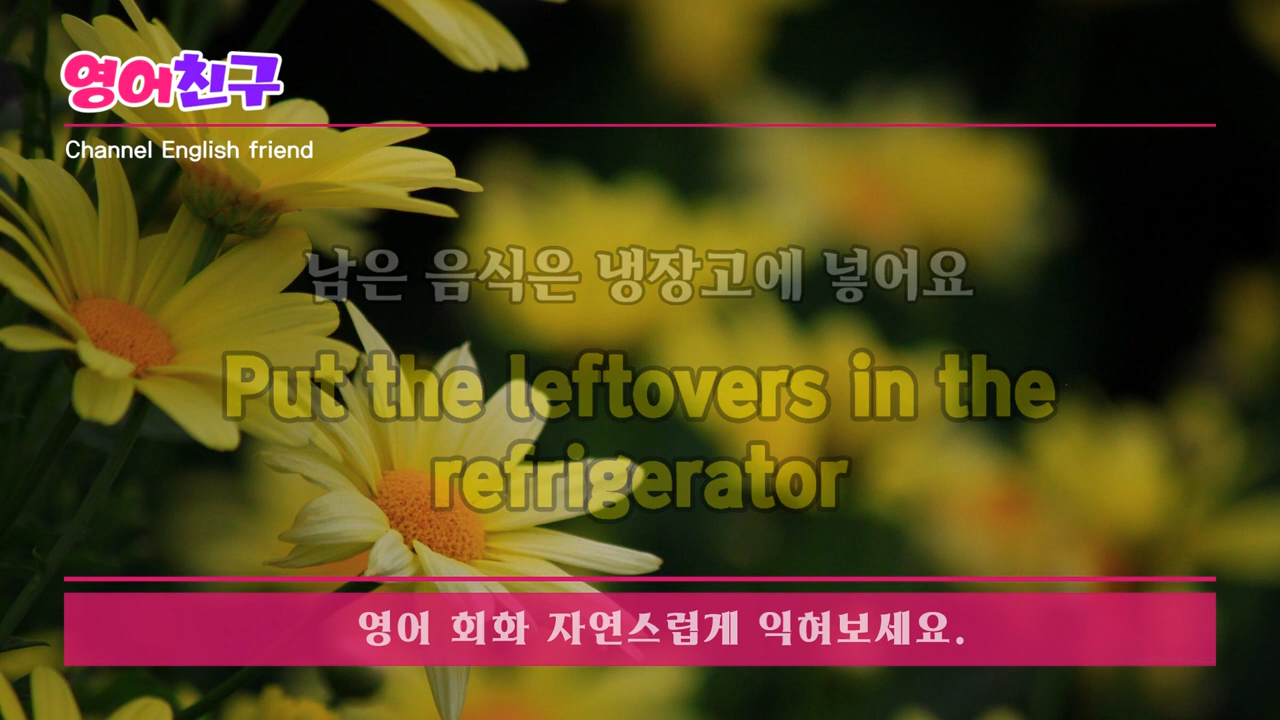 영어친구
Channel English friend
남은 음식은 냉장고에 넣어요
Put the leftovers in the
refrigerator
영어 회화 자연스럽게 익혀보세요.